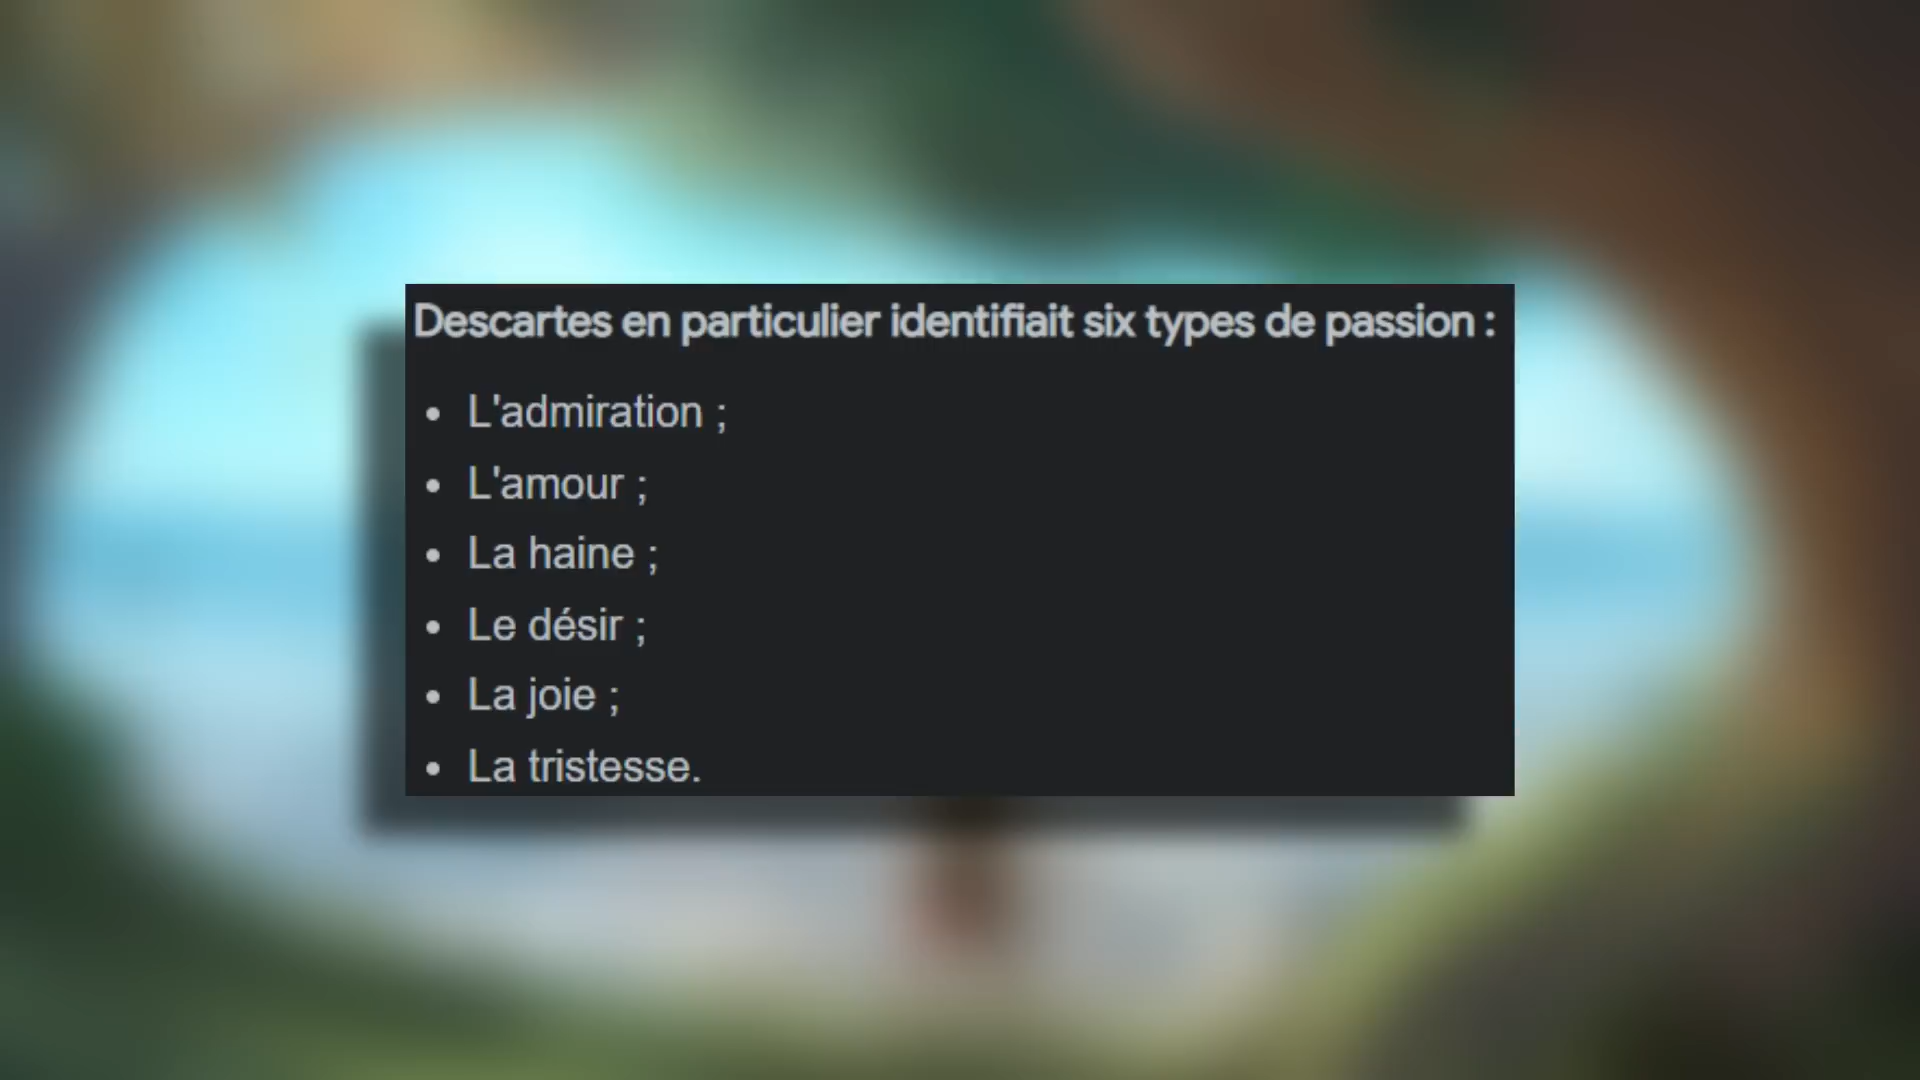 Descartes en particulier identifiait six types de passion :
L'admiration ;
L'amour ;
La haine ;
Le désir ;
La joie ;
La tristesse.